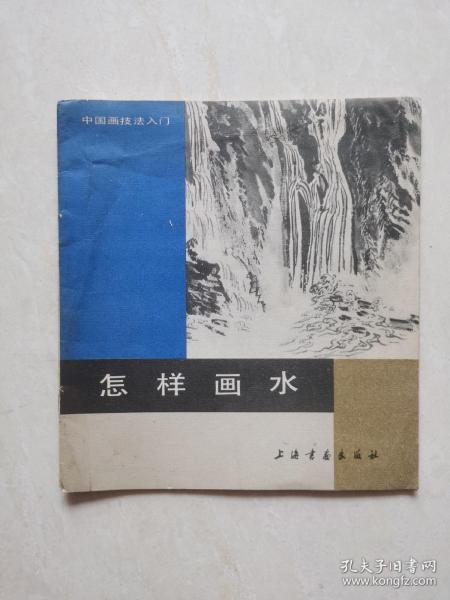 中国画技法入门
怎样画水
上海书画出版社
孔夫子旧书网
www.kongfz.com